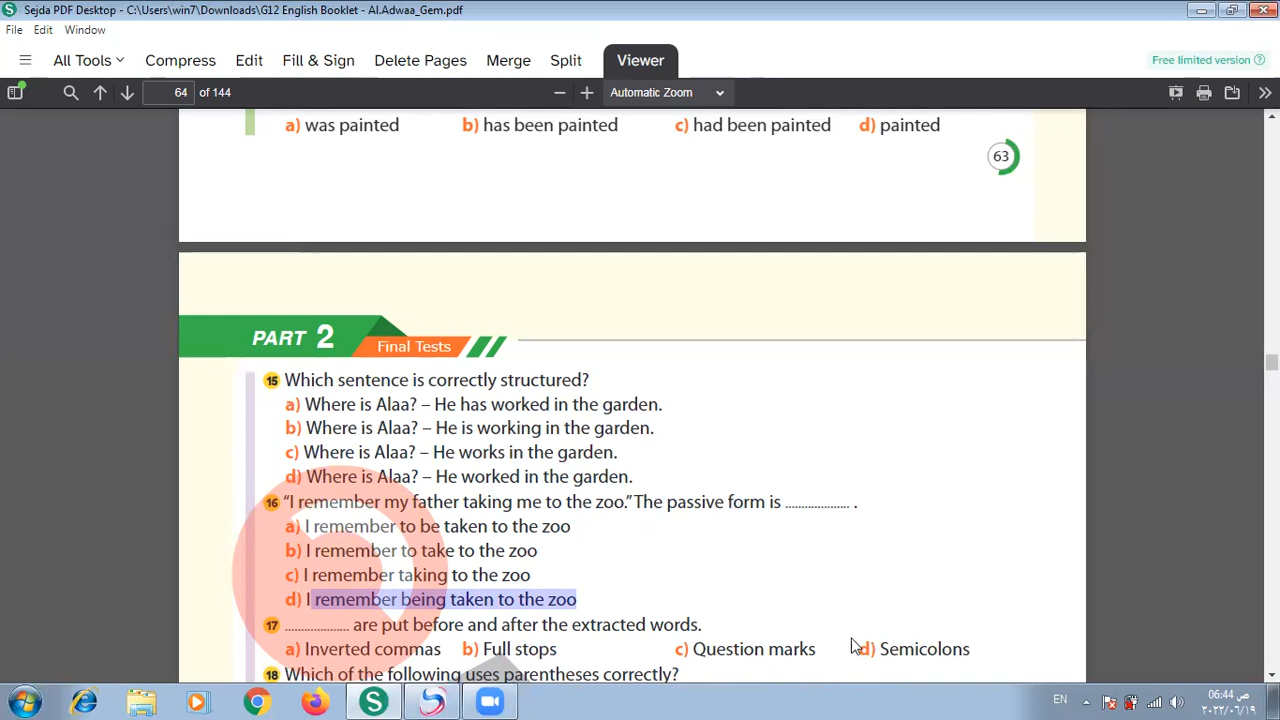 Sejda PDF Desktop - C:\Users\win7\Downloads\G12 English Booklet - Al.Adwaa_Gem.pdf
File Edit Window
All Tools Compress Edit Fill & Sign Delete Pages Merge Split Viewer Free limited version
64 of 144 Automatic Zoom
a) was painted b) has been painted c) had been painted d) painted
63
PART 2 Final Tests
15 Which sentence is correctly structured?
a) Where is Alaa? – He has worked in the garden.
b) Where is Alaa? – He is working in the garden.
c) Where is Alaa? – He works in the garden.
d) Where is Alaa? – He worked in the garden.
16 “I remember my father taking me to the zoo.” The passive form is .................... .
a) I remember to be taken to the zoo
b) I remember to take to the zoo
c) I remember taking to the zoo
d) I remember being taken to the zoo
17 .................... are put before and after the extracted words.
a) Inverted commas b) Full stops c) Question marks d) Semicolons
18 Which of the following uses parentheses correctly?
EN 06:44 ص
٢٠٢٢/٠٦/١٩